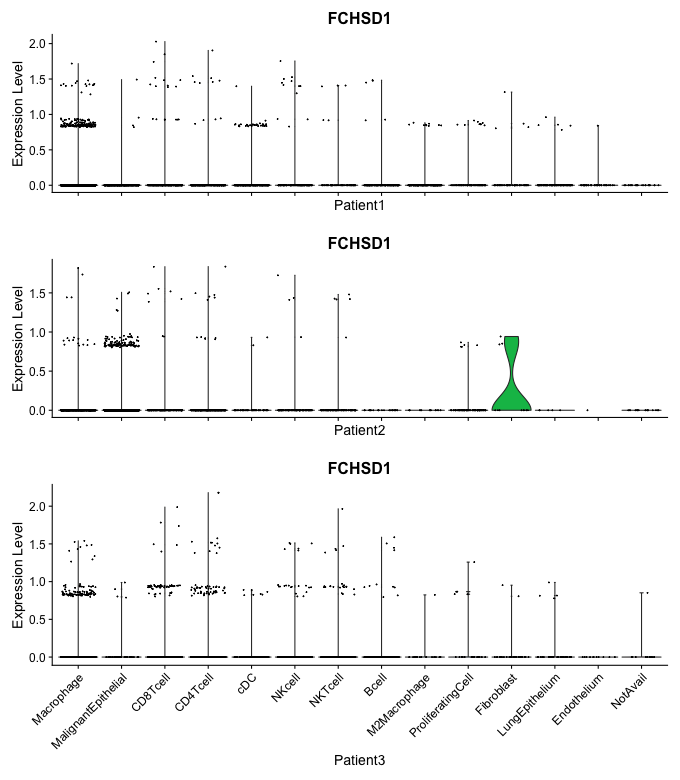 FCHSD1
Expression Level
2.0
1.5
1.0
0.5
0.0
Patient1
FCHSD1
Expression Level
1.5
1.0
0.5
0.0
Patient2
FCHSD1
Expression Level
2.0
1.5
1.0
0.5
0.0
Macrophage
MalignantEpithelial
CD8Tcell
CD4Tcell
cDC
NKcell
NKTcell
Bcell
M2Macrophage
ProliferatingCell
Fibroblast
LungEpithelium
Endothelium
NotAvail
Patient3